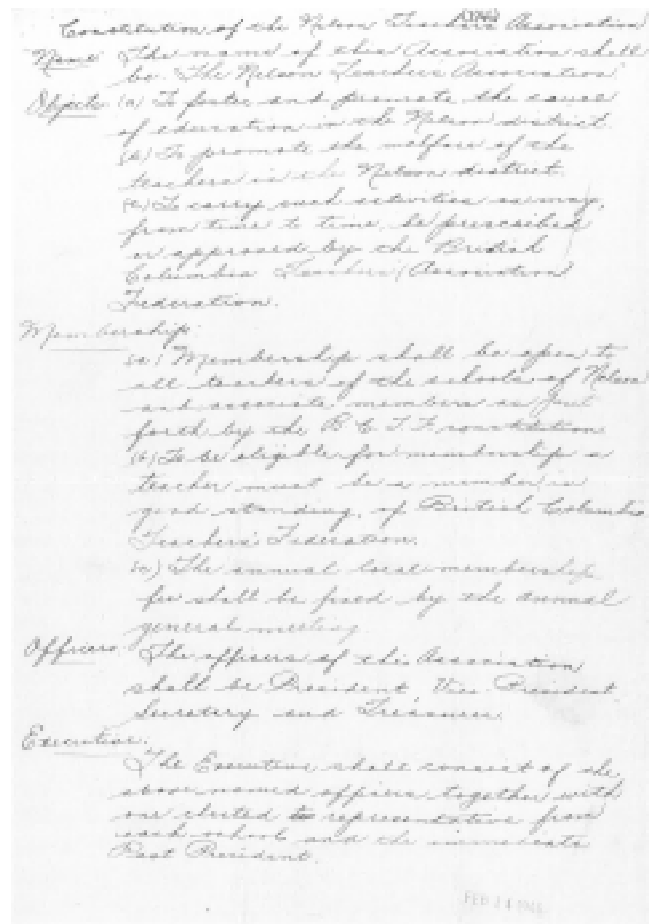 Constitution of the Nelson Teachers Association
Name The name of this Association shall
be: The Nelson Teachers Association
Objects (a) To foster and promote the cause
of education in the Nelson district.
(b) To promote the welfare of the
teachers in the Nelson district.
(c) To carry such activities as may,
from time to time, be prescribed
or approved by the British
Columbia Teachers' Association
Federation.
Membership:
(a) Membership shall be open to
all teachers of the schools of Nelson
and associate members as
forth by the B C T F constitution
(b) To be eligible for membership a
teacher must be a member in
good standing, of British Columbia
Teachers' Federation.
(c) The annual local membership
fee shall be fixed by the annual
general meeting
Officers The officers of this Association
shall be President, Vice President,
Secretary and Treasurer.
Executive:
The Executive shall consist of the
above named officers together with
one elected to representative from
each school and the immediate
Past President.
FEB 14